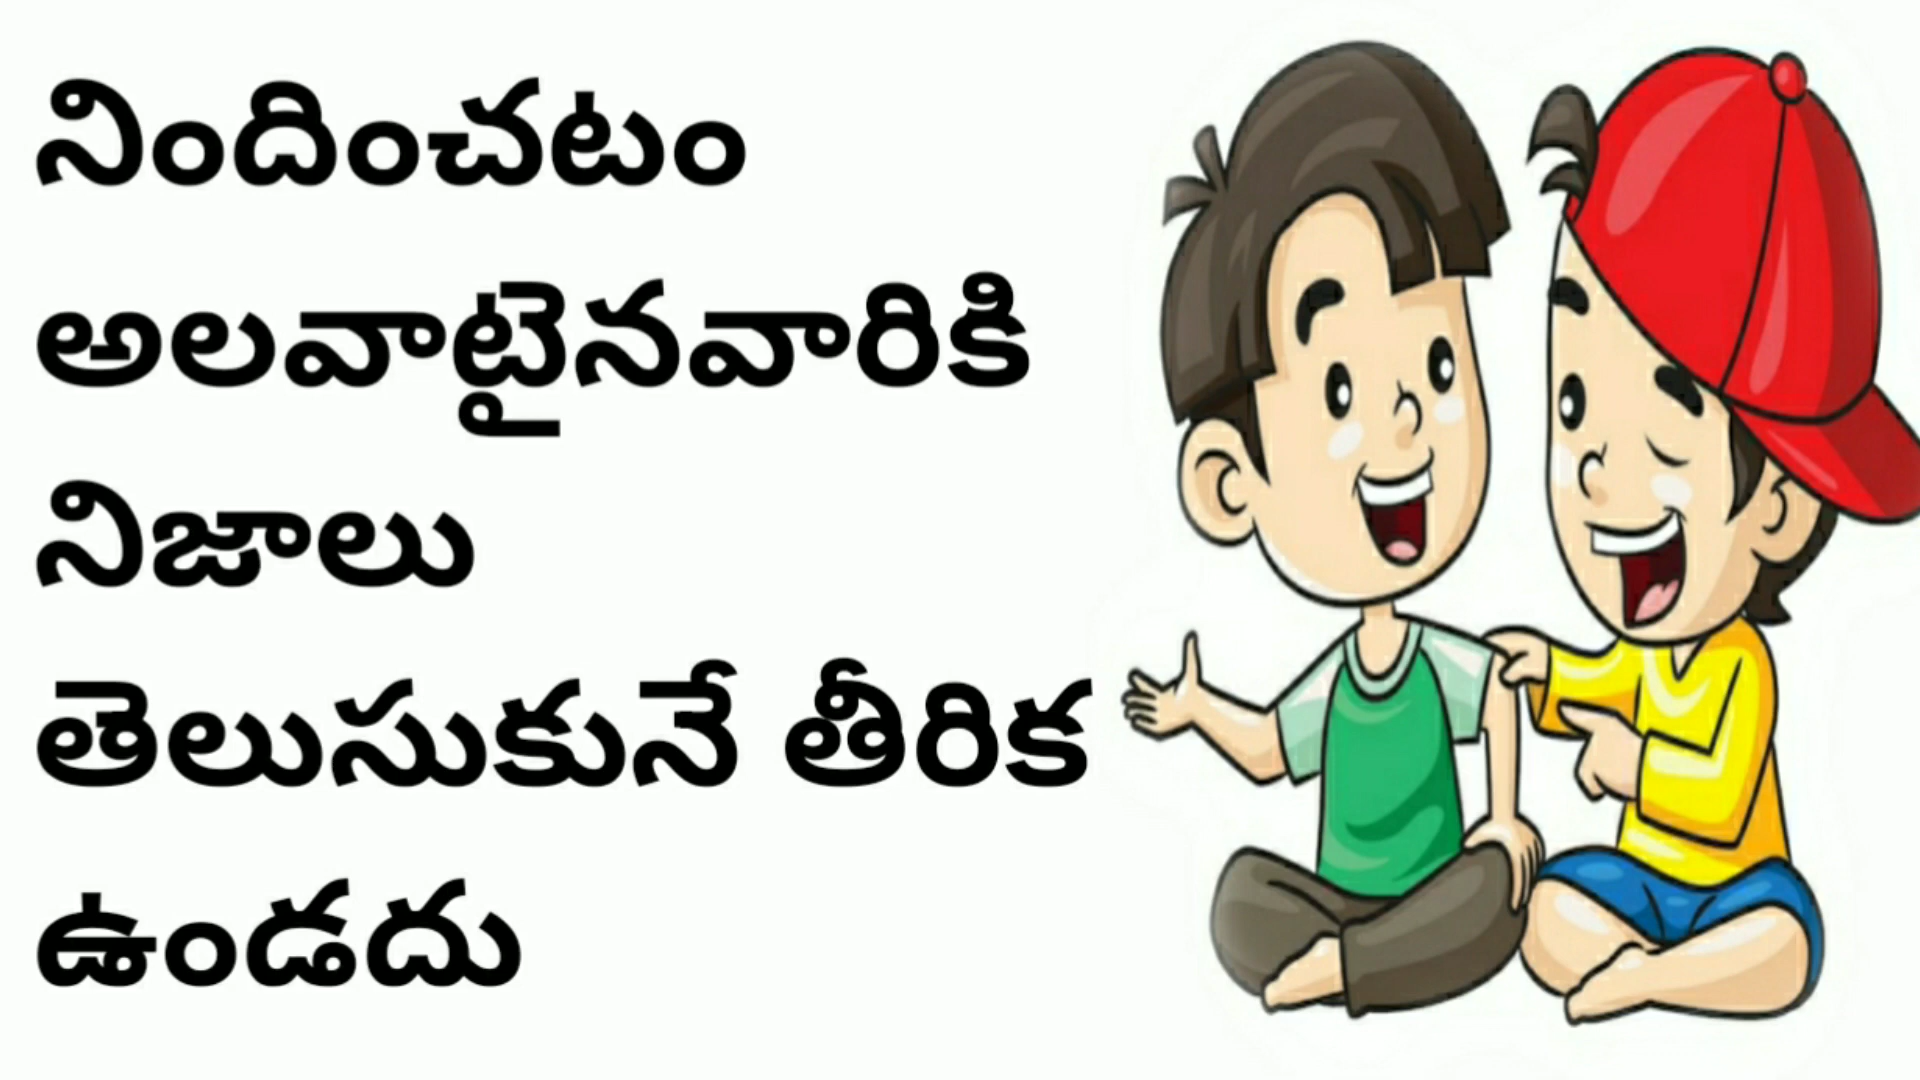 నిందించటం
అలవాటైనవారికి
నిజాలు
తెలుసుకునే తీరిక
ఉండదు